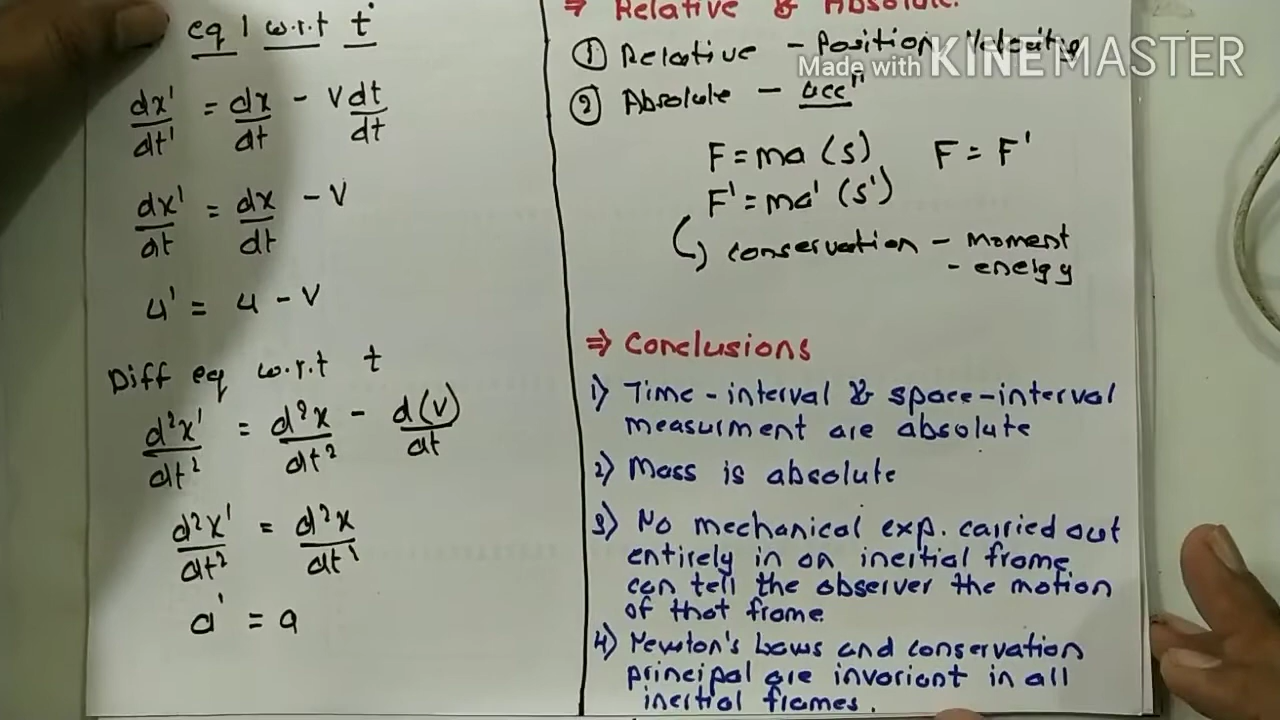 eq 1 w.r.t t
dx'/dt' = dx/dt - v dt/dt
dx'/dt = dx/dt - v
u' = u - v
Diff eq w.r.t t
d²x'/dt² = d²x/dt² - d(v)/dt
d²x'/dt² = d²x/dt'
a' = a
⇒ Relative & Absolute.
① Relative - Position, Velocity
② Absolute - accⁿ
F = ma (s) F = F'
F' = ma' (s')
↳ conservation - moment
- energy
⇒ Conclusions
1) Time-interval & space-interval
measurment are absolute
2) Mass is absolute
3) No mechanical exp. carried out
entirely in an inertial frame
can tell the observer the motion
of that frame
4) Newton's Laws and conservation
principal are invariant in all
inertial frames.
Made with KINEMASTER